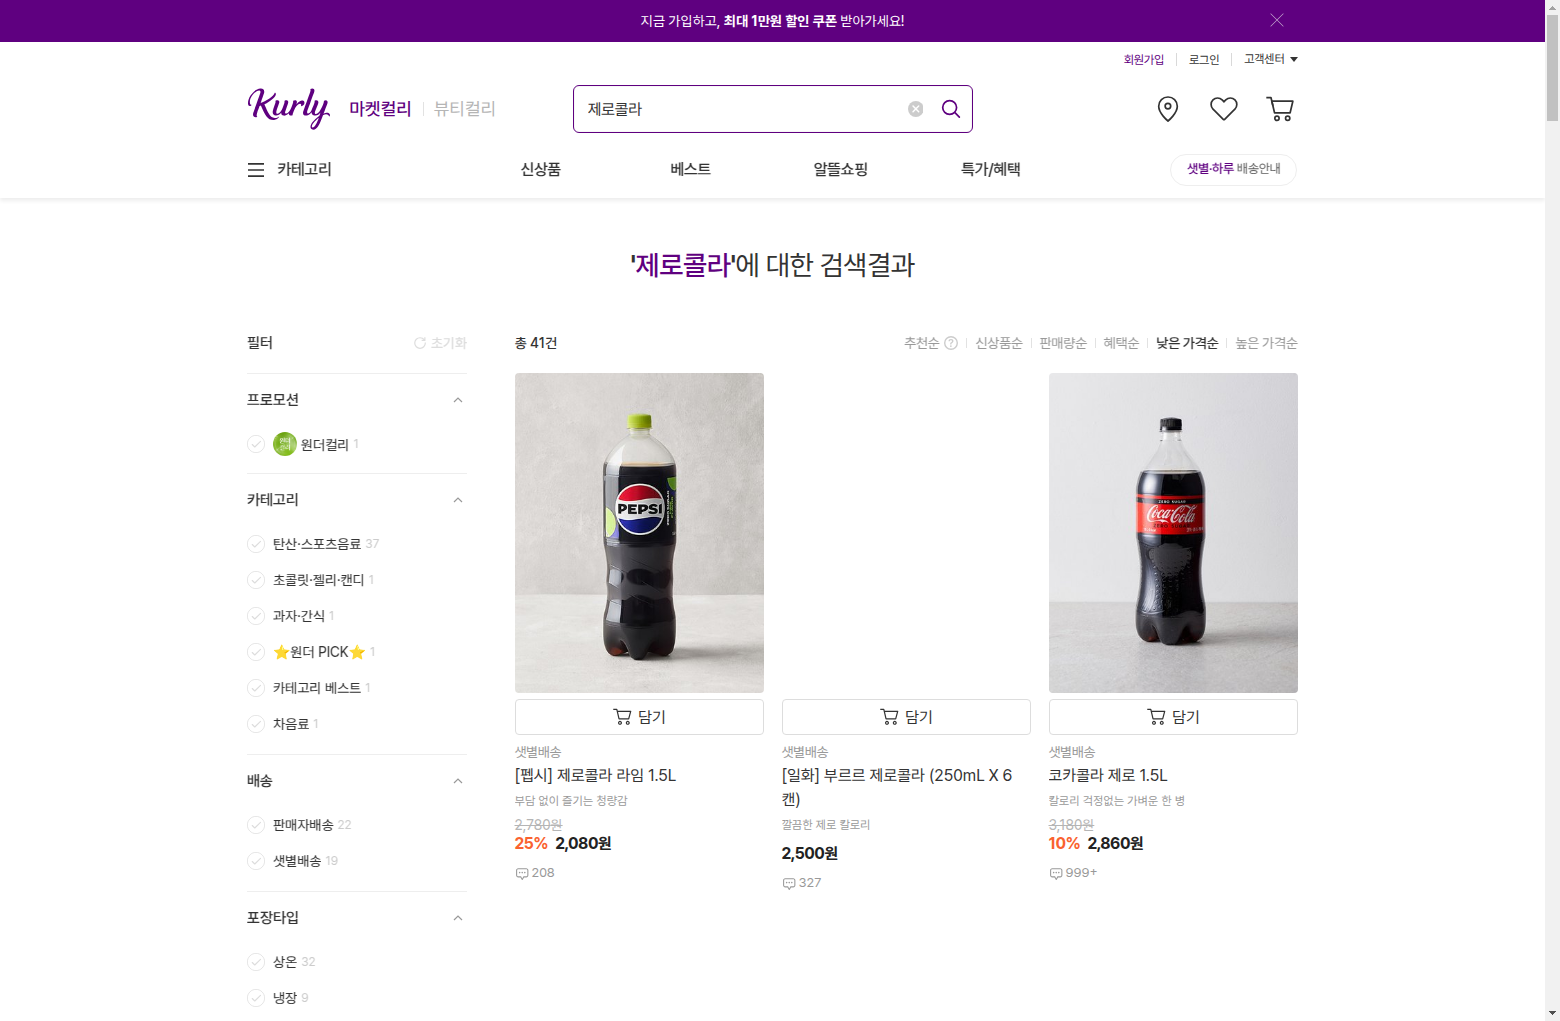 지금 가입하고, 최대 1만원 할인 쿠폰 받아가세요!
회원가입 로그인 고객센터
Kurly 마켓컬리 뷰티컬리
제로콜라
카테고리 신상품 베스트 알뜰쇼핑 특가/혜택 샛별·하루 배송안내
'제로콜라'에 대한 검색결과
필터 초기화
총 41건 추천순 ? 신상품순 판매량순 혜택순 낮은 가격순 높은 가격순
프로모션
원더컬리 1
카테고리
탄산·스포츠음료 37
초콜릿·젤리·캔디 1
과자·간식 1
⭐원더 PICK⭐ 1
카테고리 베스트 1
차음료 1
배송
판매자배송 22
샛별배송 19
포장타입
상온 32
냉장 9
PEPSI
담기
샛별배송
[펩시] 제로콜라 라임 1.5L
부담 없이 즐기는 청량감
2,780원
25% 2,080원
208
담기
샛별배송
[일화] 부르르 제로콜라 (250mL X 6
캔)
깔끔한 제로 칼로리
2,500원
327
ZERO SUGAR
Coca-Cola
담기
샛별배송
코카콜라 제로 1.5L
칼로리 걱정없는 가벼운 한 병
3,180원
10% 2,860원
999+